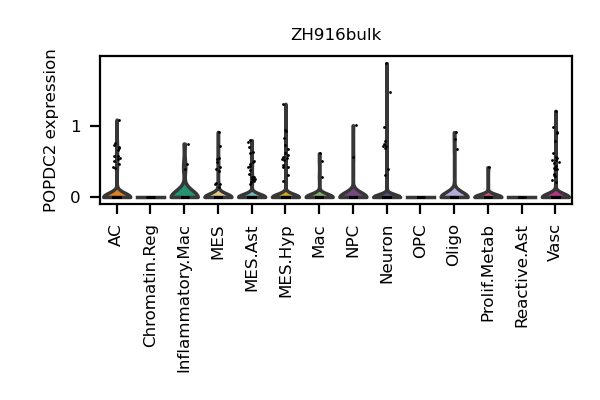 ZH916bulk
POPDC2 expression
1
0
AC
Chromatin.Reg
Inflammatory.Mac
MES
MES.Ast
MES.Hyp
Mac
NPC
Neuron
OPC
Oligo
Prolif.Metab
Reactive.Ast
Vasc